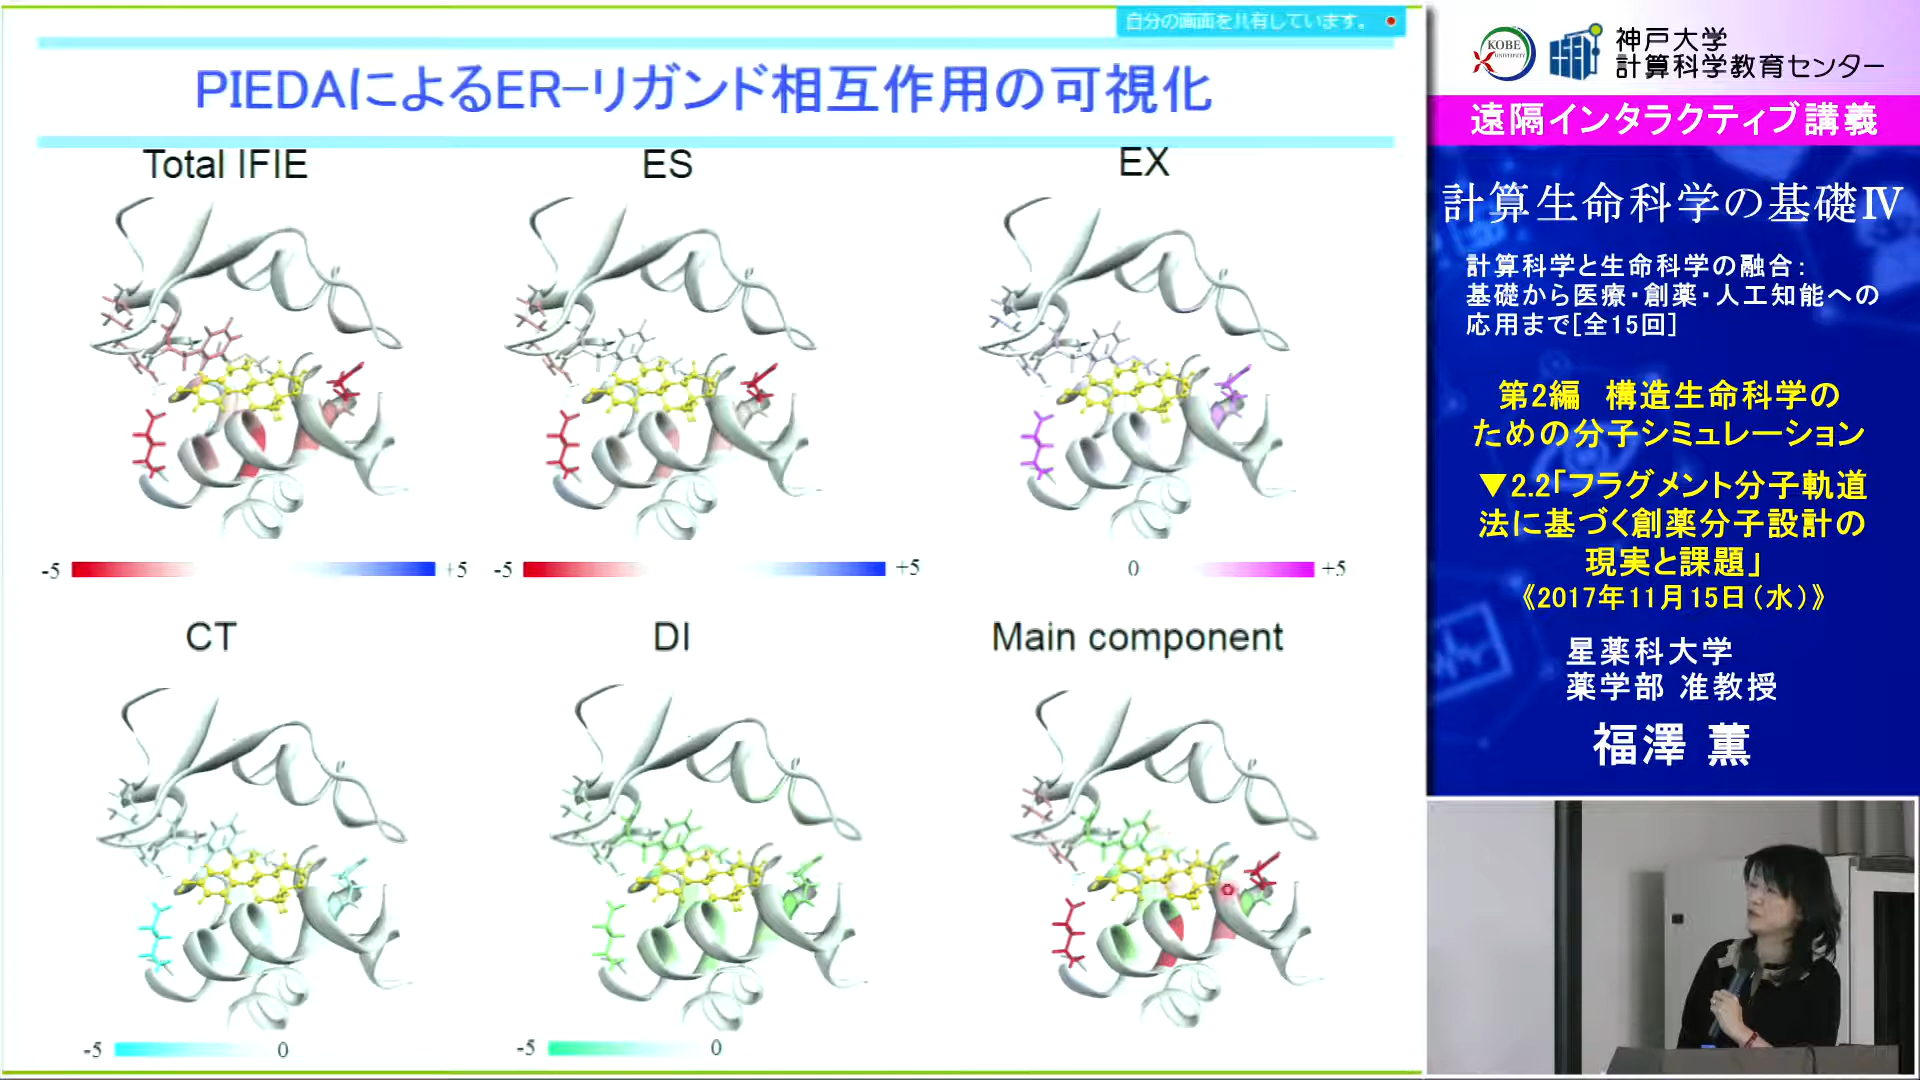 自分の画面を共有しています。
PIEDAによるER-リガンド相互作用の可視化
Total IFIE
ES
EX
-5
+5
-5
+5
0
+5
CT
DI
Main component
-5
0
-5
0
KOBE
UNIVERSITY
神戸大学
計算科学教育センター
遠隔インタラクティブ講義
計算生命科学の基礎Ⅳ
計算科学と生命科学の融合：
基礎から医療・創薬・人工知能への
応用まで[全15回]
第2編 構造生命科学の
ための分子シミュレーション
▼2.2「フラグメント分子軌道
法に基づく創薬分子設計の
現実と課題」
《2017年11月15日（水）》
星薬科大学
薬学部 准教授
福澤 薫